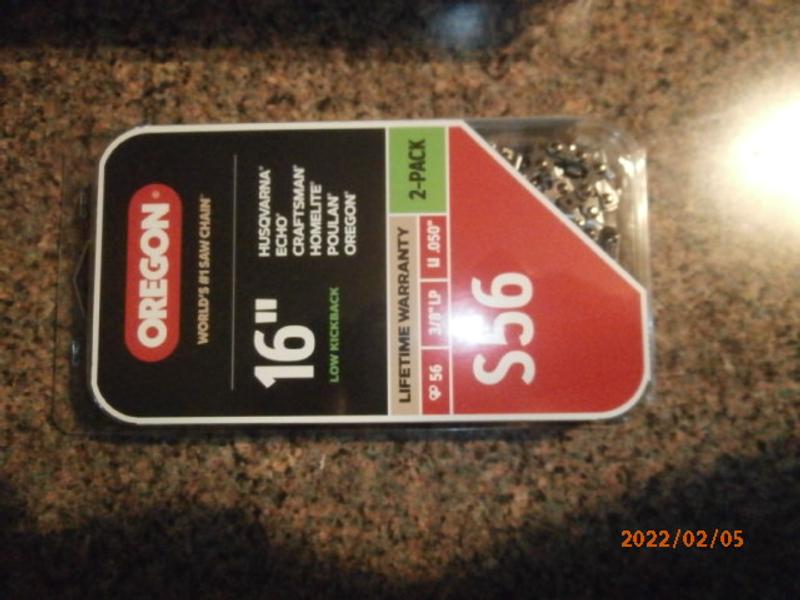 OREGON®
WORLD'S #1 SAW CHAIN™
16"
LOW KICKBACK
HUSQVARNA®
ECHO®
CRAFTSMAN®
HOMELITE®
POULAN®
OREGON®
LIFETIME WARRANTY
2-PACK
56
3/8" LP
.050"
S56
2022/02/05